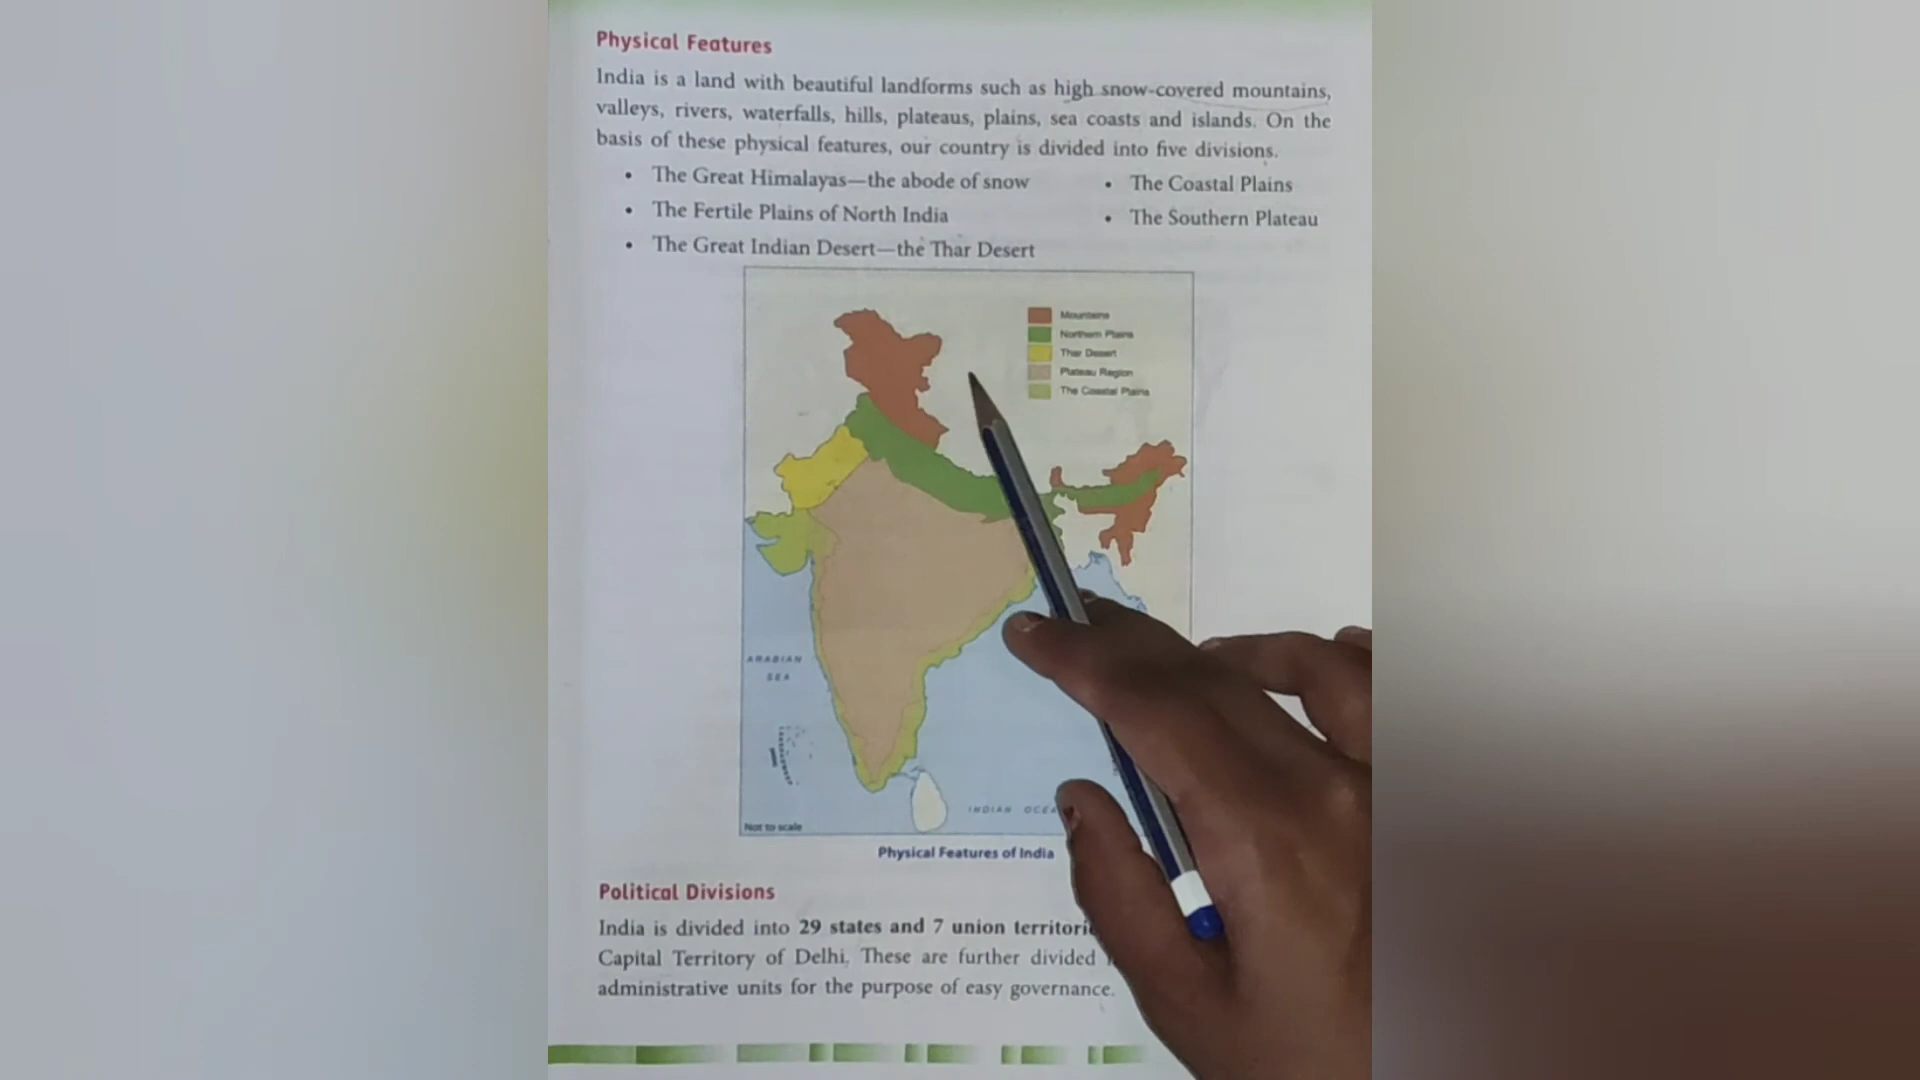 Physical Features
India is a land with beautiful landforms such as high snow-covered mountains,
valleys, rivers, waterfalls, hills, plateaus, plains, sea coasts and islands. On the
basis of these physical features, our country is divided into five divisions.
• The Great Himalayas—the abode of snow
• The Fertile Plains of North India
• The Great Indian Desert—the Thar Desert
• The Coastal Plains
• The Southern Plateau
Mountains
Northern Plains
Thar Desert
Plateau Region
The Coastal Plains
ARABIAN
SEA
INDIAN
Not to scale
Physical Features of India
Political Divisions
India is divided into 29 states and 7 union
Capital Territory of Delhi. These are further divided
administrative units for the purpose of easy governance.